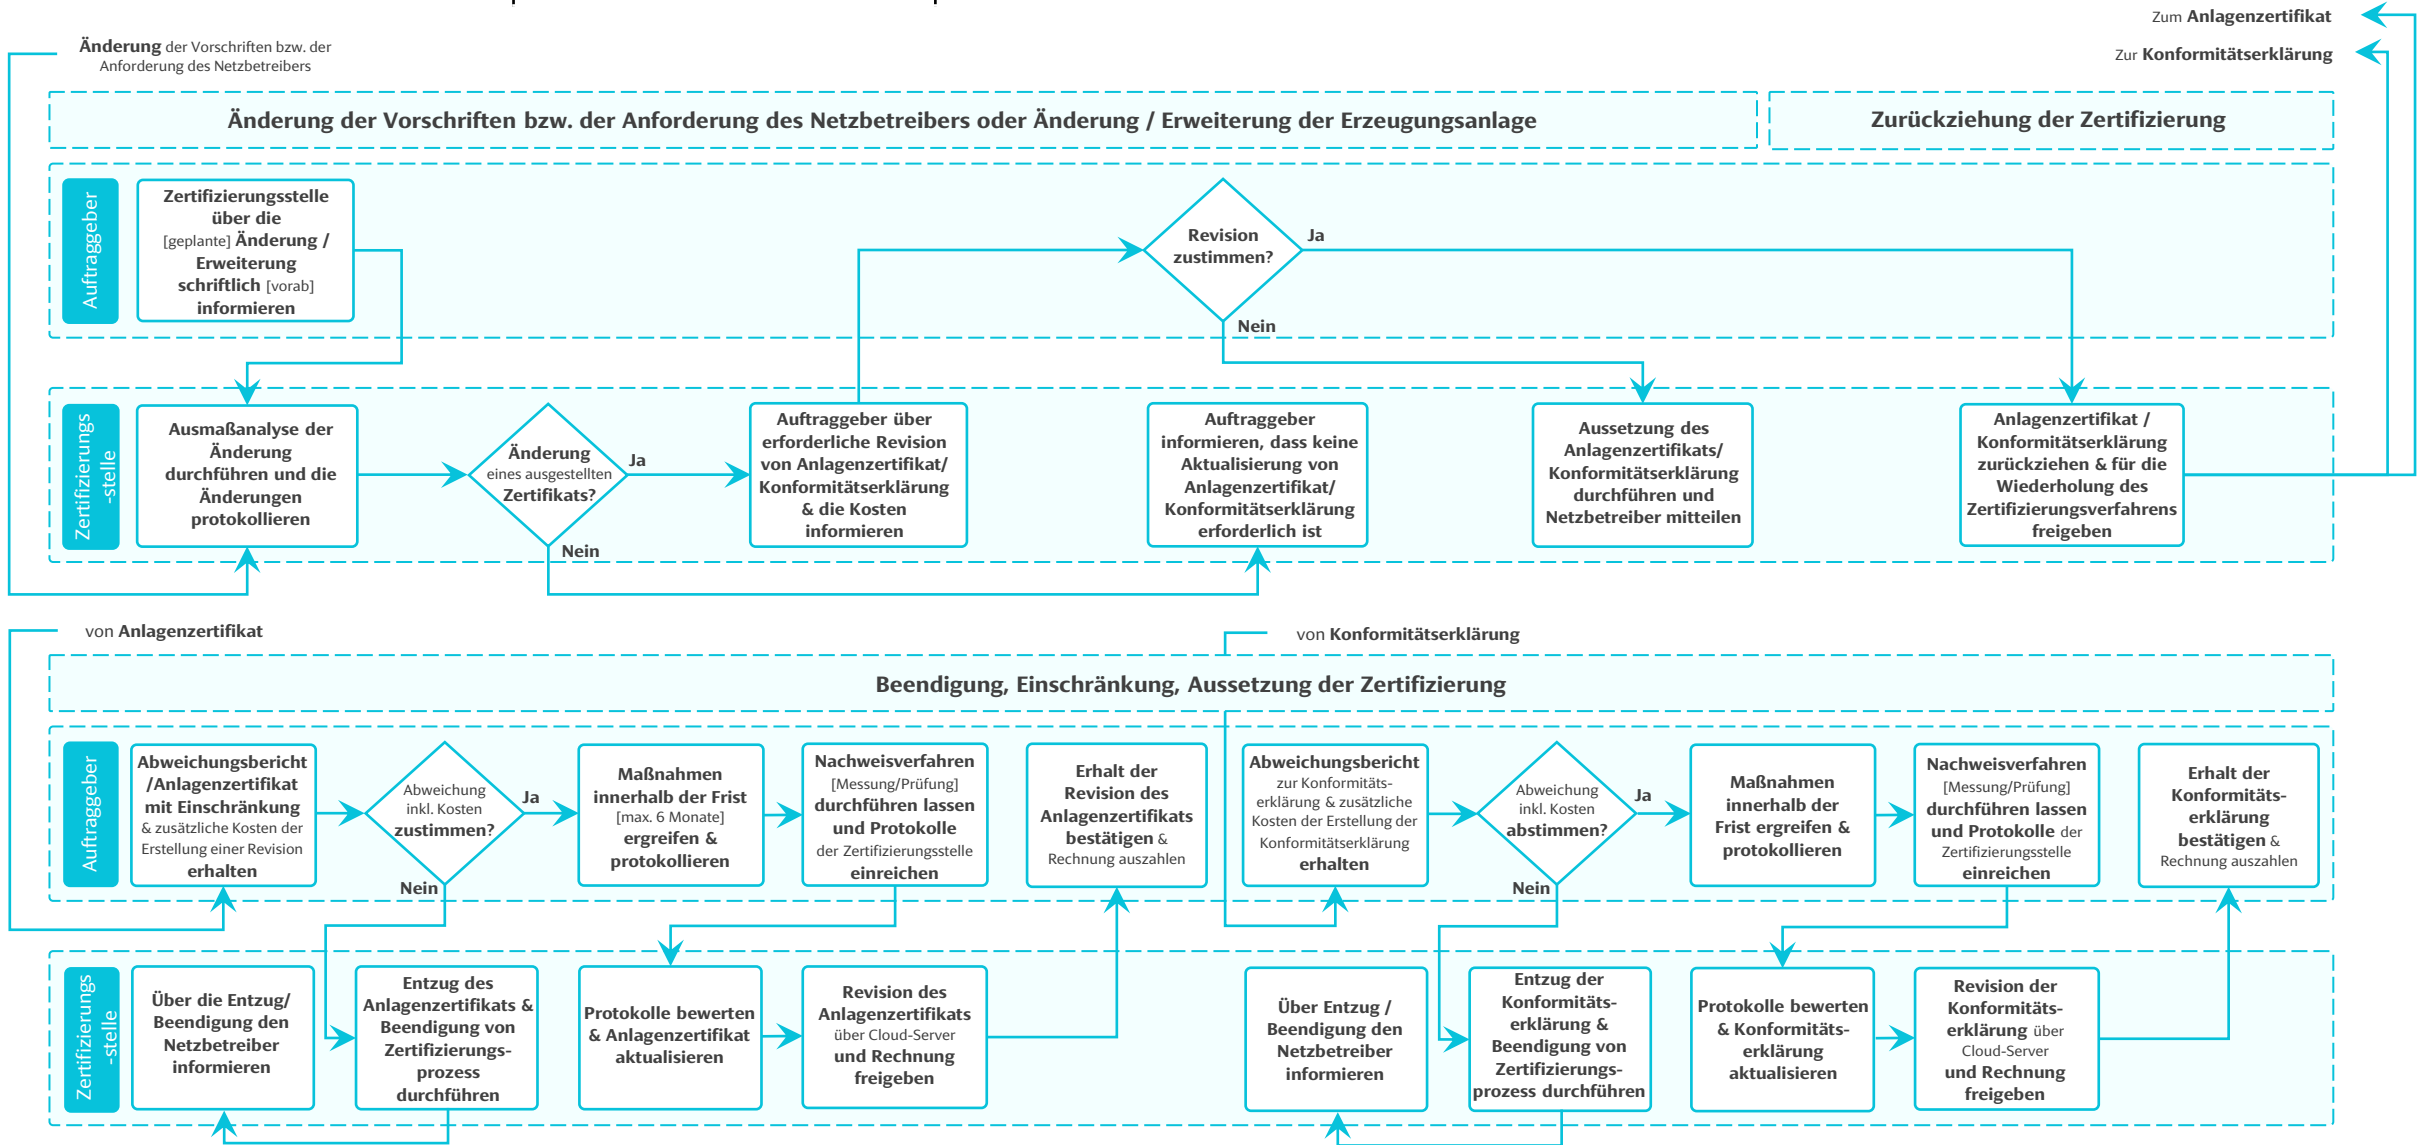 Zum Anlagenzertifikat
Zur Konformitätserklärung
Änderung der Vorschriften bzw. der
Anforderung des Netzbetreibers
Änderung der Vorschriften bzw. der Anforderung des Netzbetreibers oder Änderung / Erweiterung der Erzeugungsanlage
Zurückziehung der Zertifizierung
Auftraggeber
Zertifizierungsstelle
über die
[geplante] Änderung /
Erweiterung
schriftlich [vorab]
informieren
Revision
zustimmen?
Ja
Nein
Zertifizierungs
-stelle
Ausmaßanalyse der
Änderung
durchführen und die
Änderungen
protokollieren
Änderung
eines ausgestellten
Zertifikats?
Ja
Nein
Auftraggeber über
erforderliche Revision
von Anlagenzertifikat/
Konformitätserklärung
& die Kosten
informieren
Auftraggeber
informieren, dass keine
Aktualisierung von
Anlagenzertifikat/
Konformitätserklärung
erforderlich ist
Aussetzung des
Anlagenzertifikats/
Konformitätserklärung
durchführen und
Netzbetreiber mitteilen
Anlagenzertifikat /
Konformitätserklärung
zurückziehen & für die
Wiederholung des
Zertifizierungsverfahrens
freigeben
von Anlagenzertifikat
von Konformitätserklärung
Beendigung, Einschränkung, Aussetzung der Zertifizierung
Auftraggeber
Abweichungsbericht
/Anlagenzertifikat
mit Einschränkung
& zusätzliche Kosten der
Erstellung einer Revision
erhalten
Abweichung
inkl. Kosten
zustimmen?
Ja
Nein
Maßnahmen
innerhalb der Frist
[max. 6 Monate]
ergreifen &
protokollieren
Nachweisverfahren
[Messung/Prüfung]
durchführen lassen
und Protokolle
der Zertifizierungsstelle
einreichen
Erhalt der
Revision des
Anlagenzertifikats
bestätigen &
Rechnung auszahlen
Abweichungsbericht
zur Konformitäts-
erklärung & zusätzliche
Kosten der Erstellung der
Konformitätserklärung
erhalten
Abweichung
inkl. Kosten
abstimmen?
Ja
Nein
Maßnahmen
innerhalb der
Frist ergreifen &
protokollieren
Nachweisverfahren
[Messung/Prüfung]
durchführen lassen
und Protokolle der
Zertifizierungsstelle
einreichen
Erhalt der
Konformitäts-
erklärung
bestätigen &
Rechnung auszahlen
Zertifizierungs
-stelle
Über die Entzug/
Beendigung den
Netzbetreiber
informieren
Entzug des
Anlagenzertifikats &
Beendigung von
Zertifizierungs-
prozess
durchführen
Protokolle bewerten
& Anlagenzertifikat
aktualisieren
Revision des
Anlagenzertifikats
über Cloud-Server
und Rechnung
freigeben
Über Entzug /
Beendigung den
Netzbetreiber
informieren
Entzug der
Konformitäts-
erklärung &
Beendigung von
Zertifizierungs-
prozess durchführen
Protokolle bewerten
& Konformitäts-
erklärung
aktualisieren
Revision der
Konformitäts-
erklärung über
Cloud-Server
und Rechnung
freigeben